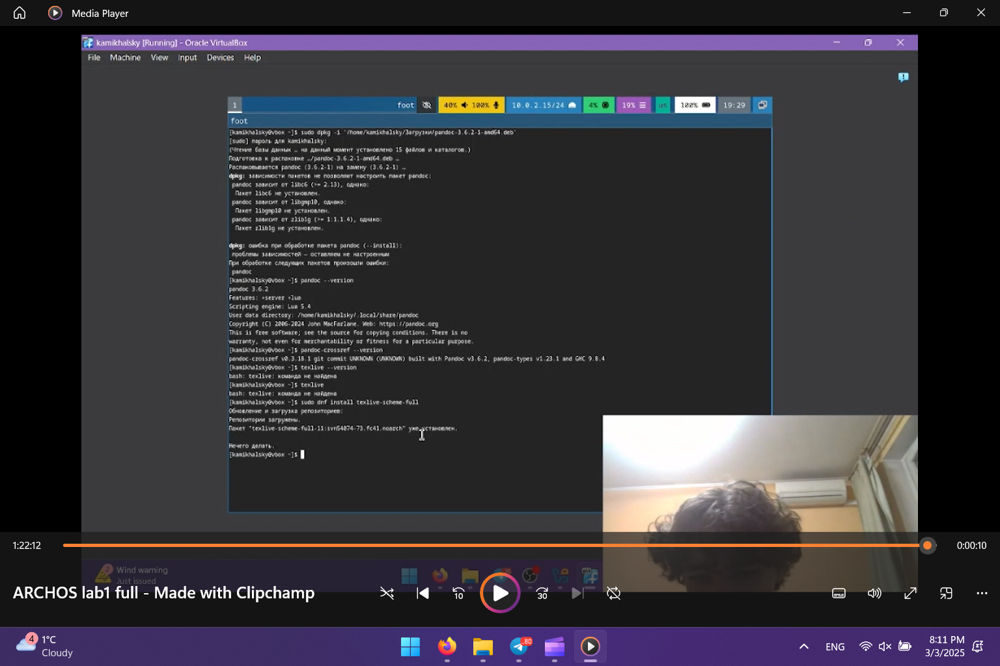 Media Player
kamikhalsky [Running] - Oracle VirtualBox
File Machine View Input Devices Help
1 foot 40% 100% 10.0.2.15/24 4% 19% us 100% 19:29
foot
[kamikhalsky@vbox ~]$ sudo dpkg -i '/home/kamikhalsky/Загрузки/pandoc-3.6.2-1-amd64.deb'
[sudo] пароль для kamikhalsky:
(Чтение базы данных … на данный момент установлено 15 файлов и каталогов.)
Подготовка к распаковке …/pandoc-3.6.2-1-amd64.deb …
Распаковывается pandoc (3.6.2-1) на замену (3.6.2-1) …
dpkg: зависимости пакетов не позволяют настроить пакет pandoc:
pandoc зависит от libc6 (>= 2.13), однако:
Пакет libc6 не установлен.
pandoc зависит от libgmp10, однако:
Пакет libgmp10 не установлен.
pandoc зависит от zlib1g (>= 1:1.1.4), однако:
Пакет zlib1g не установлен.
dpkg: ошибка при обработке пакета pandoc (--install):
проблемы зависимостей — оставляем не настроенным
При обработке следующих пакетов произошли ошибки:
pandoc
[kamikhalsky@vbox ~]$ pandoc --version
pandoc 3.6.2
Features: +server +lua
Scripting engine: Lua 5.4
User data directory: /home/kamikhalsky/.local/share/pandoc
Copyright (C) 2006-2024 John MacFarlane. Web: https://pandoc.org
This is free software; see the source for copying conditions. There is no
warranty, not even for merchantability or fitness for a particular purpose.
[kamikhalsky@vbox ~]$ pandoc-crossref --version
pandoc-crossref v0.3.18.1 git commit UNKNOWN (UNKNOWN) built with Pandoc v3.6.2, pandoc-types v1.23.1 and GHC 9.8.4
[kamikhalsky@vbox ~]$ texlive --version
bash: texlive: команда не найдена
[kamikhalsky@vbox ~]$ texlive
bash: texlive: команда не найдена
[kamikhalsky@vbox ~]$ sudo dnf install texlive-scheme-full
Обновление и загрузка репозиториев:
Репозитории загружены.
Пакет "texlive-scheme-full-11:svn54074-73.fc41.noarch" уже установлен.
Нечего делать.
[kamikhalsky@vbox ~]$
1:22:12 0:00:10
2 Wind warning
Just issued
ARCHOS lab1 full - Made with Clipchamp
10 30
4 1°C
Cloudy
..80
ENG
8:11 PM
3/3/2025